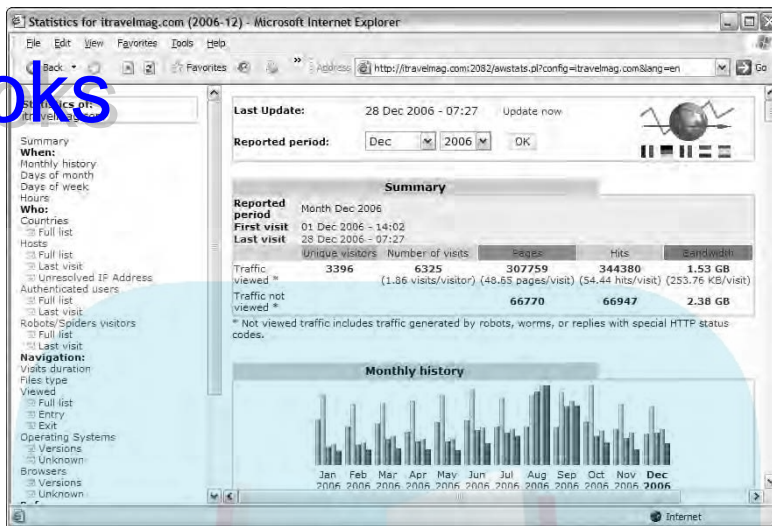 Statistics for itravelmag.com (2006-12) - Microsoft Internet Explorer
File Edit View Favorites Tools Help
Back Favorites Address http://itravelmag.com:2082/awstats.pl?config=itravelmag.com&lang=en Go
oks
Statistics of:
itravelmag.com
Summary
When:
Monthly history
Days of month
Days of week
Hours
Who:
Countries
Full list
Hosts
Full list
Last visit
Unresolved IP Address
Authenticated users
Full list
Last visit
Robots/Spiders visitors
Full list
Last visit
Navigation:
Visits duration
Files type
Viewed
Full list
Entry
Exit
Operating Systems
Versions
Unknown
Browsers
Versions
Unknown
Last Update: 28 Dec 2006 - 07:27 Update now
Reported period: Dec 2006 OK
Summary
Reported period Month Dec 2006
First visit 01 Dec 2006 - 14:02
Last visit 28 Dec 2006 - 07:27
Unique visitors Number of visits Pages Hits Bandwidth
Traffic viewed * 3396 6325 307759 344380 1.53 GB
(1.86 visits/visitor) (48.65 pages/visit) (54.44 hits/visit) (253.76 KB/visit)
Traffic not viewed * 66770 66947 2.38 GB
* Not viewed traffic includes traffic generated by robots, worms, or replies with special HTTP status
codes.
Monthly history
Jan Feb Mar Apr May Jun Jul Aug Sep Oct Nov Dec
2006 2006 2006 2006 2006 2006 2006 2006 2006 2006 2006 2006
Internet